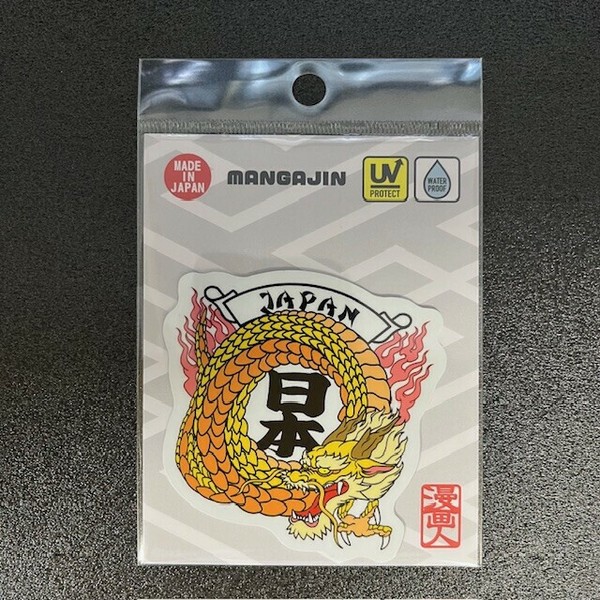 MADE
IN
JAPAN
MANGAJIN
UV
PROTECT
WATER
PROOF
JAPAN
日本
漫画人